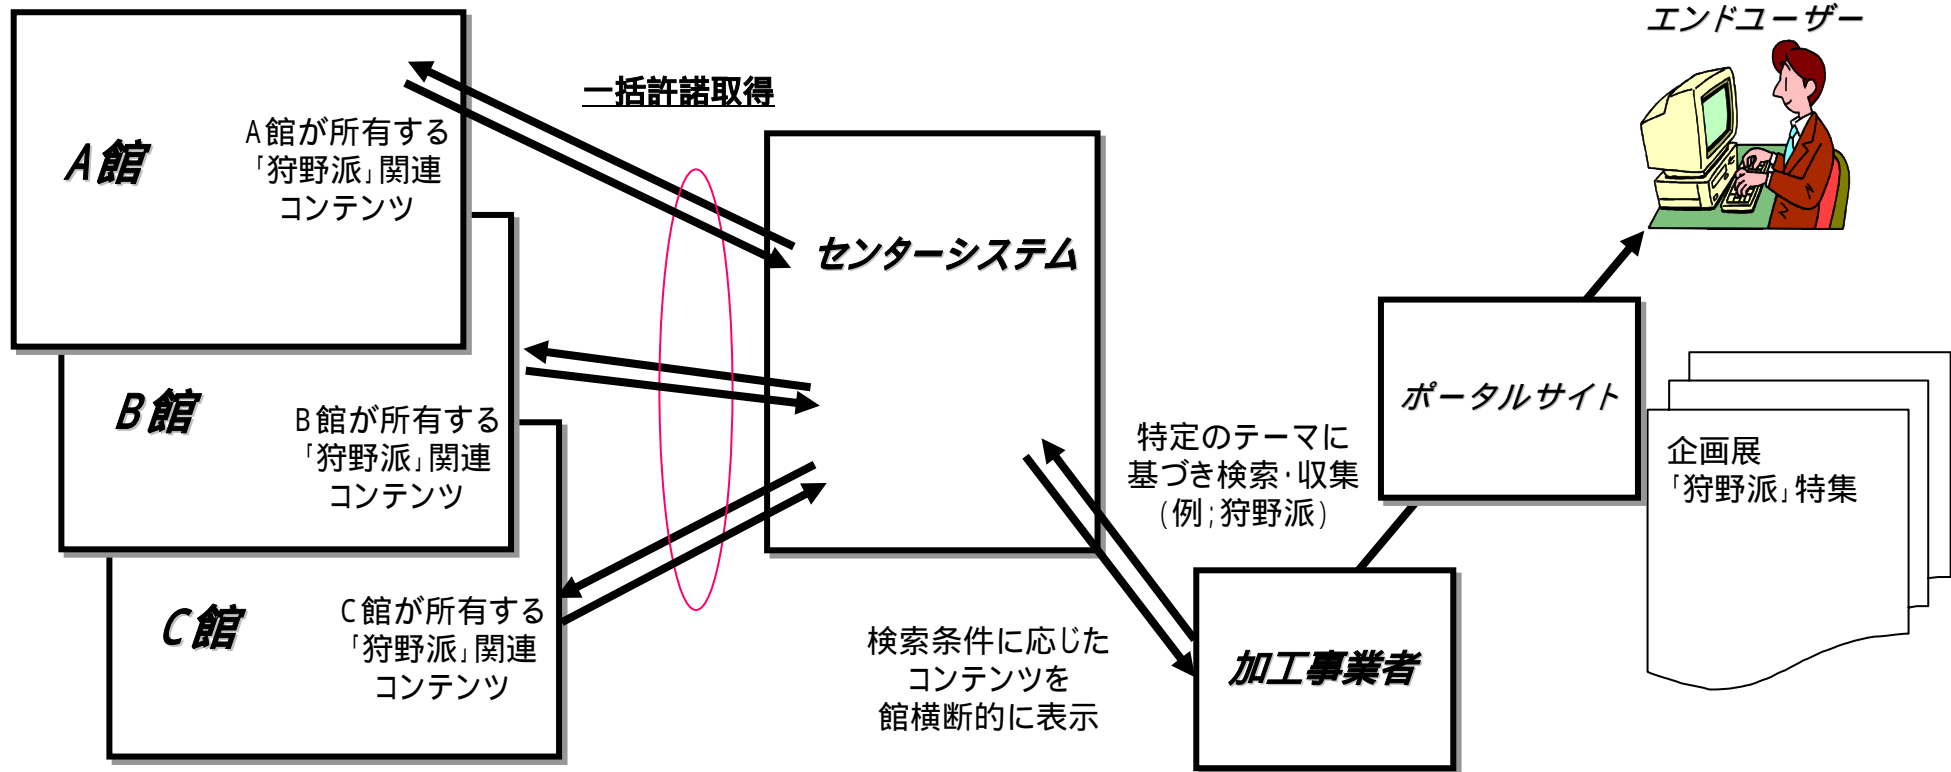 エンドユーザー
一括許諾取得
A館
A館が所有する
「狩野派」関連
コンテンツ
センターシステム
B館
B館が所有する
「狩野派」関連
コンテンツ
ポータルサイト
特定のテーマに
基づき検索・収集
(例;狩野派)
企画展
「狩野派」特集
C館
C館が所有する
「狩野派」関連
コンテンツ
検索条件に応じた
コンテンツを
館横断的に表示
加工事業者